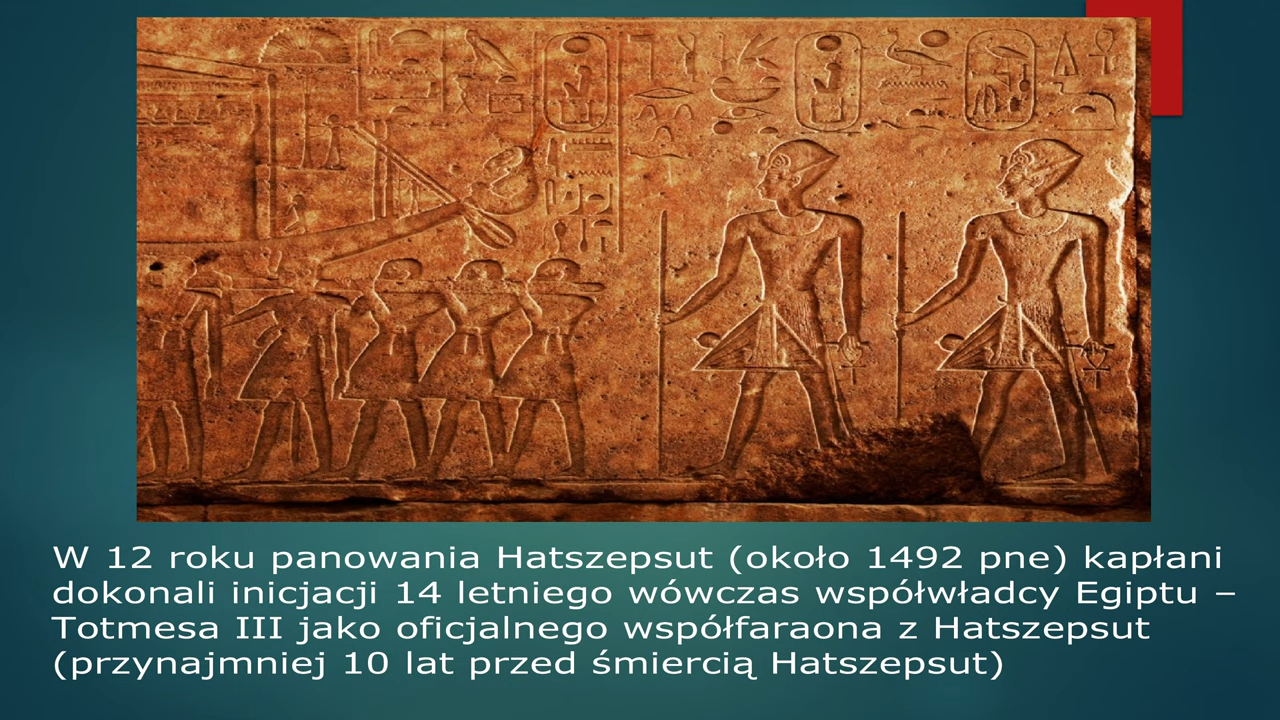 W 12 roku panowania Hatszepsut (około 1492 pne) kapłani
dokonali inicjacji 14 letniego wówczas współwładcy Egiptu –
Totmesa III jako oficjalnego współfaraona z Hatszepsut
(przynajmniej 10 lat przed śmiercią Hatszepsut)